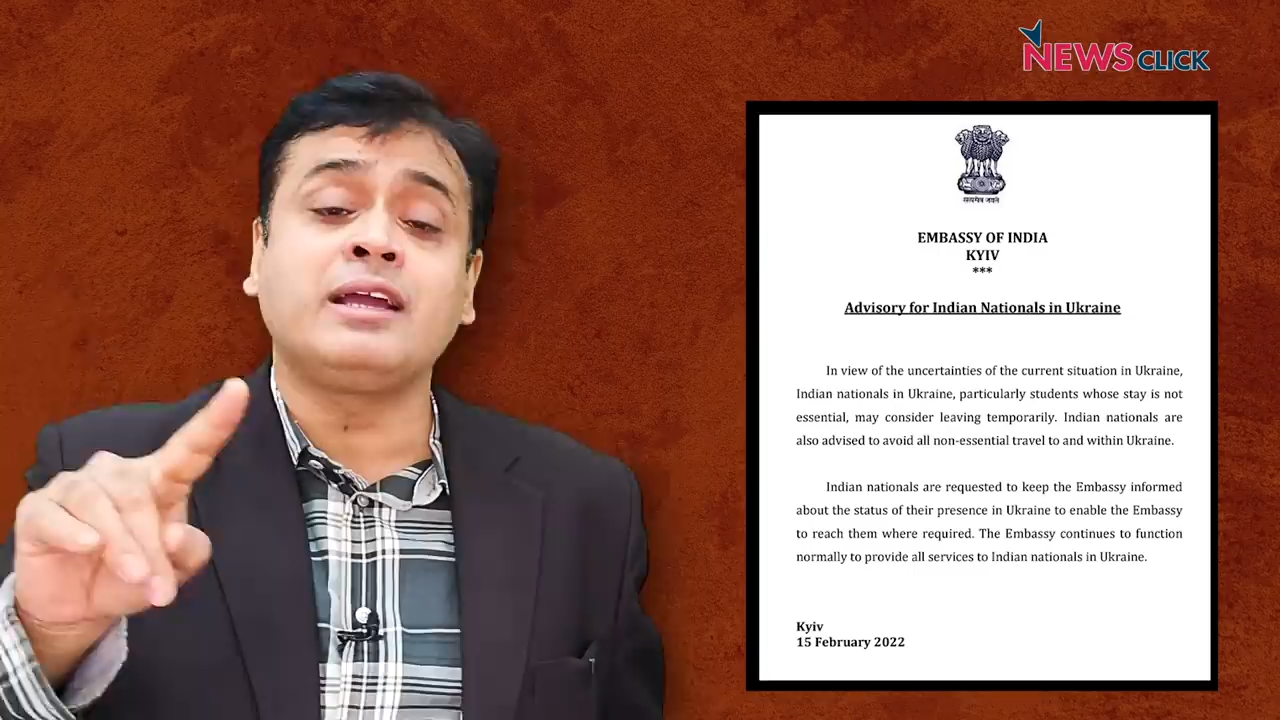 NEWS CLICK
सत्यमेव जयते
EMBASSY OF INDIA
KYIV
***
Advisory for Indian Nationals in Ukraine
In view of the uncertainties of the current situation in Ukraine,
Indian nationals in Ukraine, particularly students whose stay is not
essential, may consider leaving temporarily. Indian nationals are
also advised to avoid all non-essential travel to and within Ukraine.
Indian nationals are requested to keep the Embassy informed
about the status of their presence in Ukraine to enable the Embassy
to reach them where required. The Embassy continues to function
normally to provide all services to Indian nationals in Ukraine.
Kyiv
15 February 2022